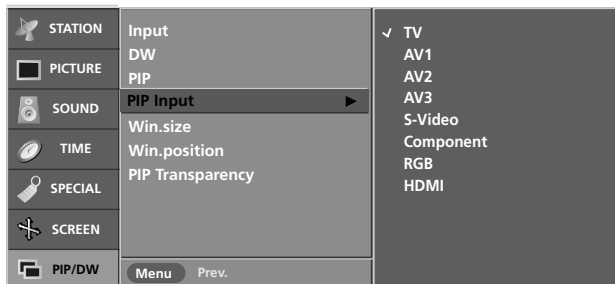 STATION
PICTURE
SOUND
TIME
SPECIAL
SCREEN
PIP/DW
Input
DW
PIP
PIP Input
Win.size
Win.position
PIP Transparency
Menu Prev.
TV
AV1
AV2
AV3
S-Video
Component
RGB
HDMI